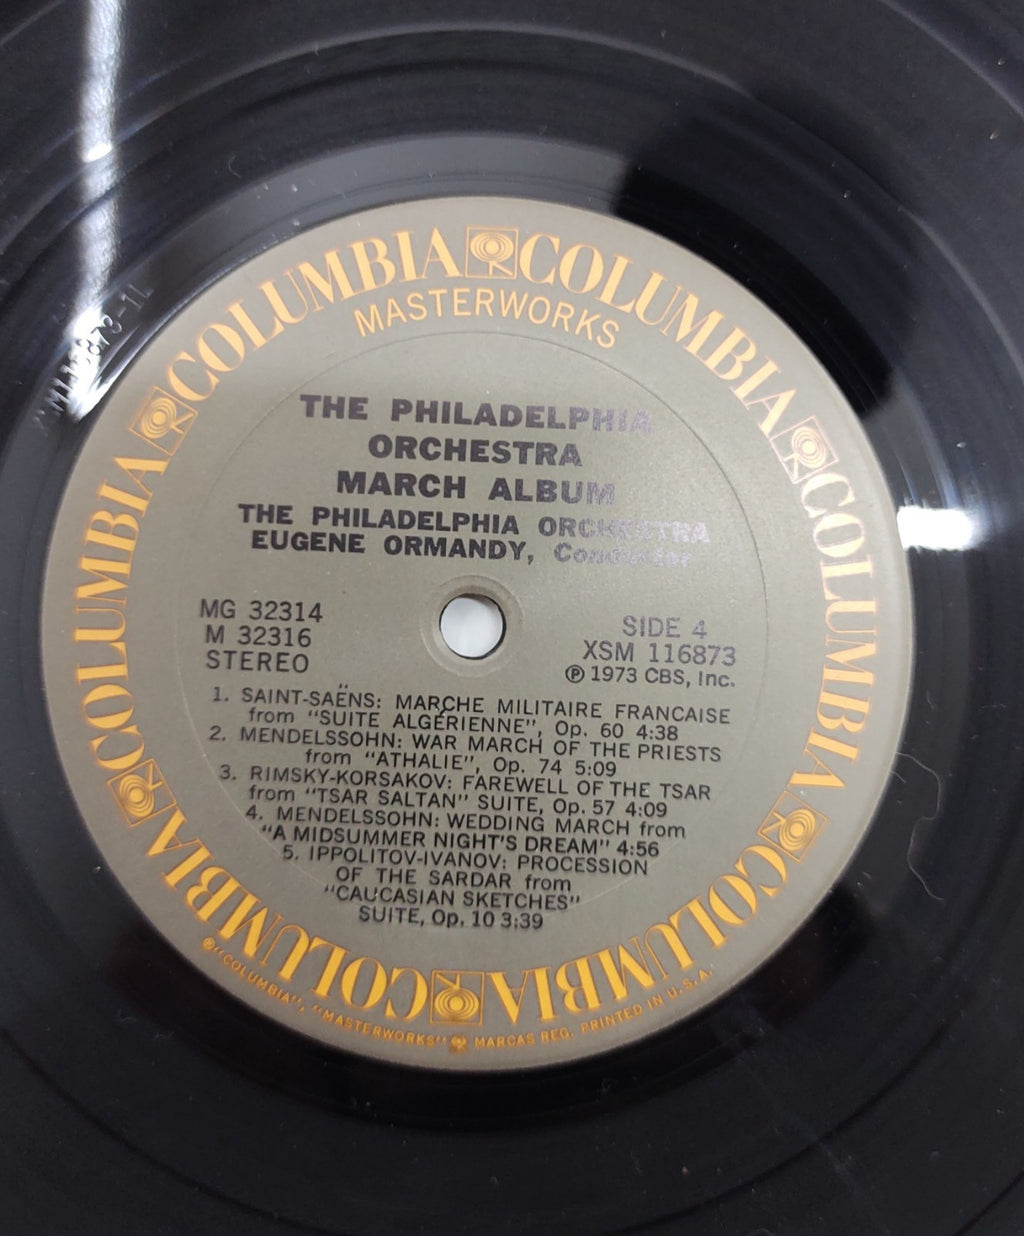 COLUMBIA COLUMBIA COLUMBIA COLUMBIA COLUMBIA COLUMBIA COLUMBIA
MASTERWORKS
THE PHILADELPHIA
ORCHESTRA
MARCH ALBUM
THE PHILADELPHIA ORCHESTRA
EUGENE ORMANDY, Conductor
MG 32314
M 32316
STEREO
SIDE 4
XSM 116873
Ⓟ 1973 CBS, Inc.
1. SAINT-SAËNS: MARCHE MILITAIRE FRANCAISE
from "SUITE ALGÉRIENNE", Op. 60 4:38
2. MENDELSSOHN: WAR MARCH OF THE PRIESTS
from "ATHALIE", Op. 74 5:09
3. RIMSKY-KORSAKOV: FAREWELL OF THE TSAR
from "TSAR SALTAN" SUITE, Op. 57 4:09
4. MENDELSSOHN: WEDDING MARCH from
"A MIDSUMMER NIGHT'S DREAM" 4:56
5. IPPOLITOV-IVANOV: PROCESSION
OF THE SARDAR from
"CAUCASIAN SKETCHES"
SUITE, Op. 10 3:39
® "COLUMBIA", "MASTERWORKS" MARCAS REG. PRINTED IN U.S.A.